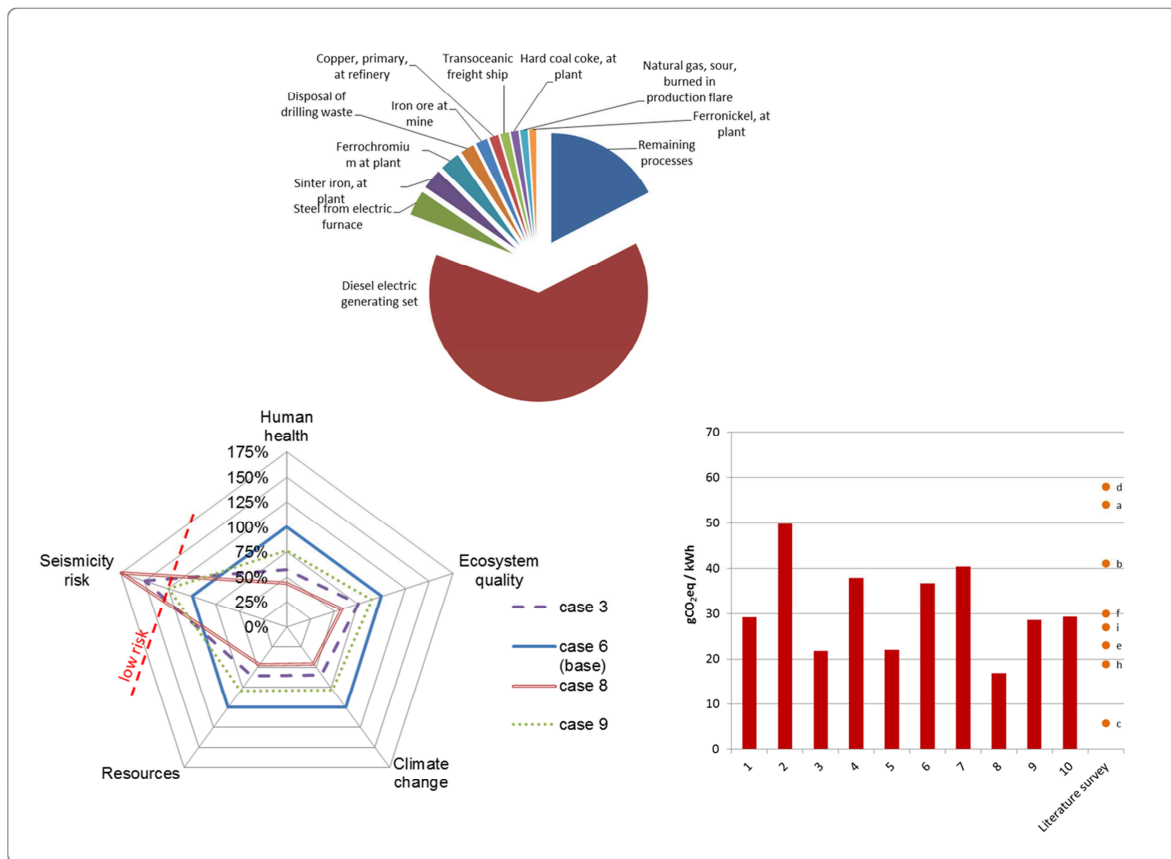 Copper, primary,
at refinery
Transoceanic
freight ship
Hard coal coke, at
plant
Natural gas, sour,
burned in
production flare
Disposal of
drilling waste
Iron ore at
mine
Ferronickel, at
plant
Ferrochromiu
m at plant
Remaining
processes
Sinter iron, at
plant
Steel from electric
furnace
Diesel electric
generating set
Human
health
175%
150%
125%
100%
75%
50%
25%
0%
Seismicity
risk
Ecosystem
quality
low risk
Resources
Climate
change
case 3
case 6
(base)
case 8
case 9
gCO2eq / kWh
70
60
50
40
30
20
10
0
d
a
b
f
i
e
h
c
1
2
3
4
5
6
7
8
9
10
Literature survey